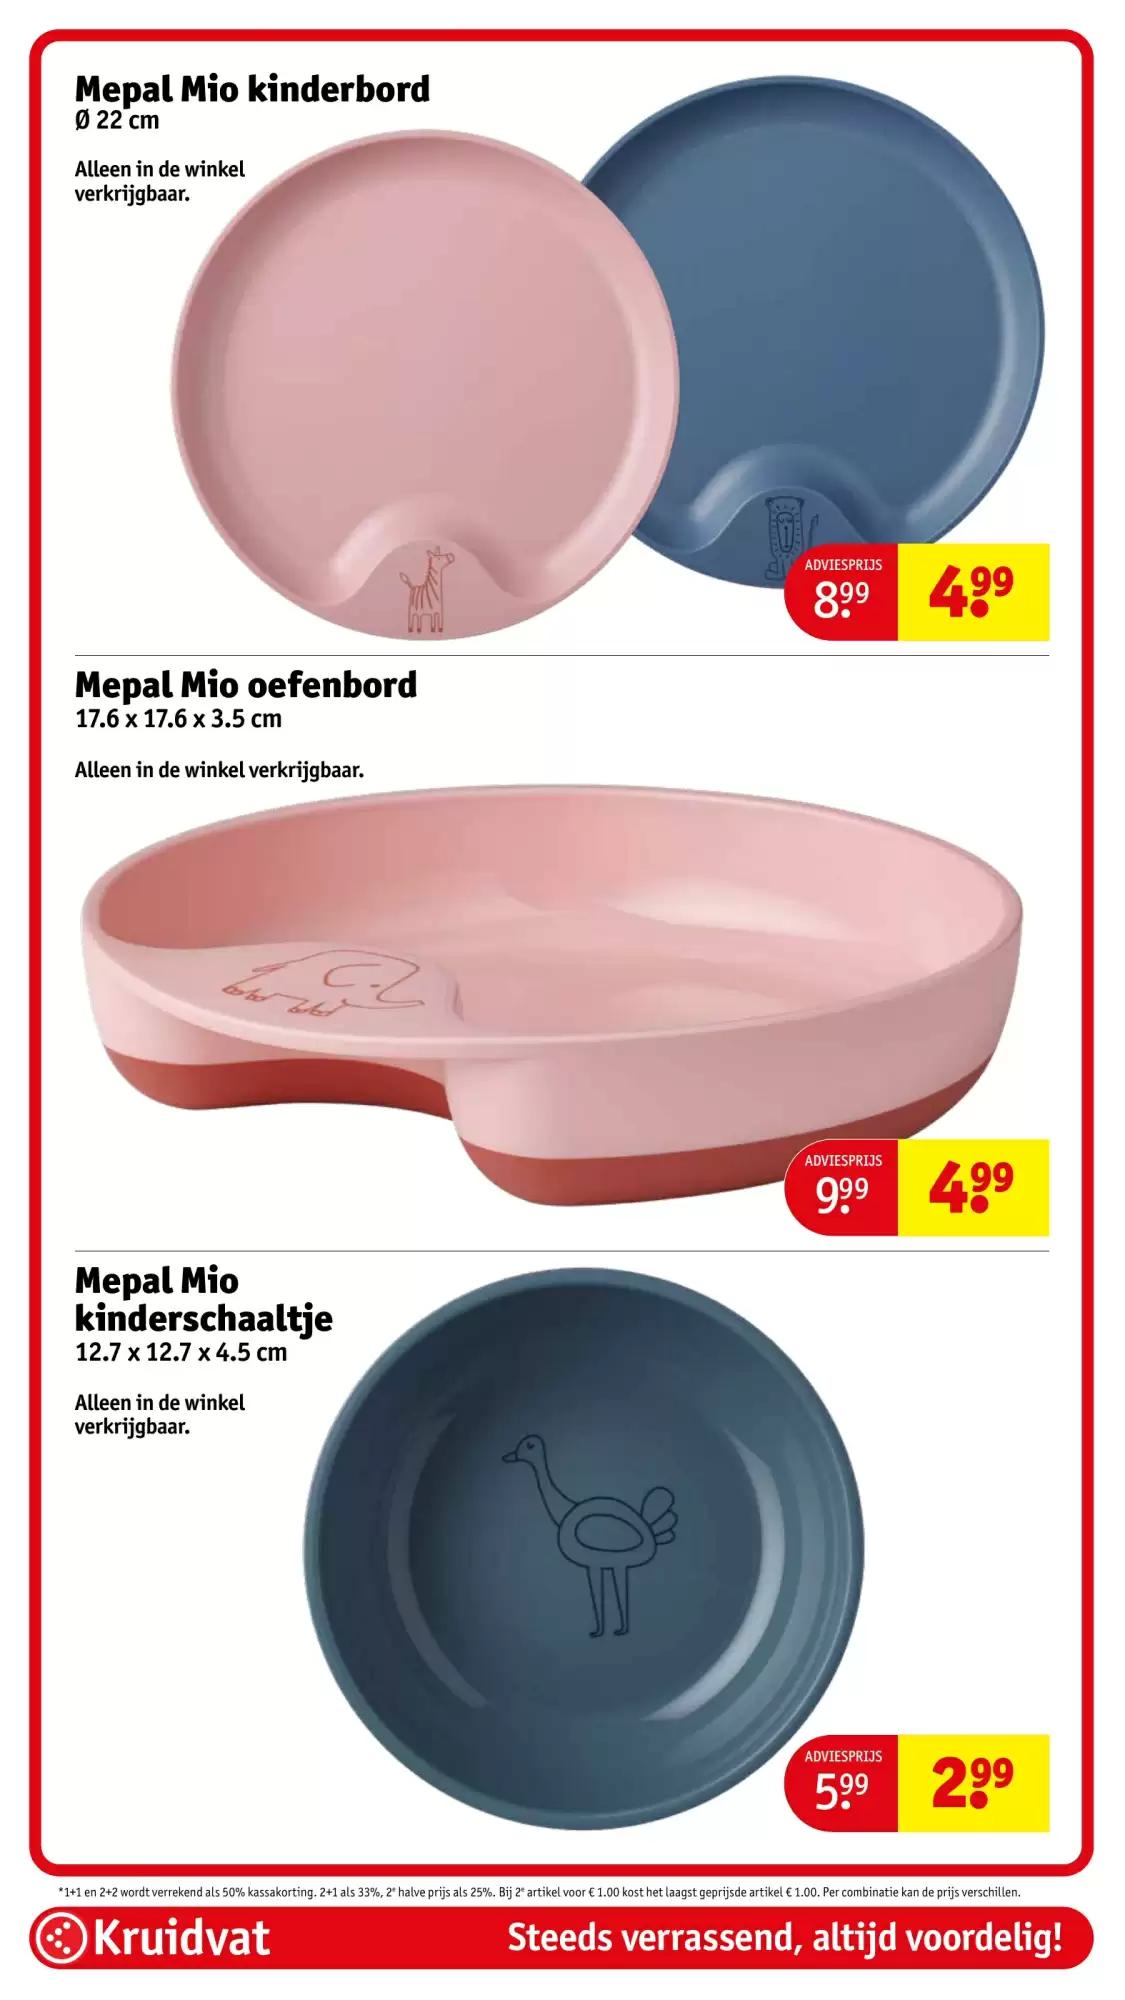 Mepal Mio kinderbord
Ø 22 cm
Alleen in de winkel
verkrijgbaar.
ADVIESPRIJS
8.99
4.99
Mepal Mio oefenbord
17.6 x 17.6 x 3.5 cm
Alleen in de winkel verkrijgbaar.
ADVIESPRIJS
9.99
4.99
Mepal Mio
kinderschaaltje
12.7 x 12.7 x 4.5 cm
Alleen in de winkel
verkrijgbaar.
ADVIESPRIJS
5.99
2.99
*1+1 en 2+2 wordt verrekend als 50% kassakorting. 2+1 als 33%, 2e halve prijs als 25%. Bij 2e artikel voor € 1.00 kost het laagst geprijsde artikel € 1.00. Per combinatie kan de prijs verschillen.
Kruidvat
Steeds verrassend, altijd voordelig!